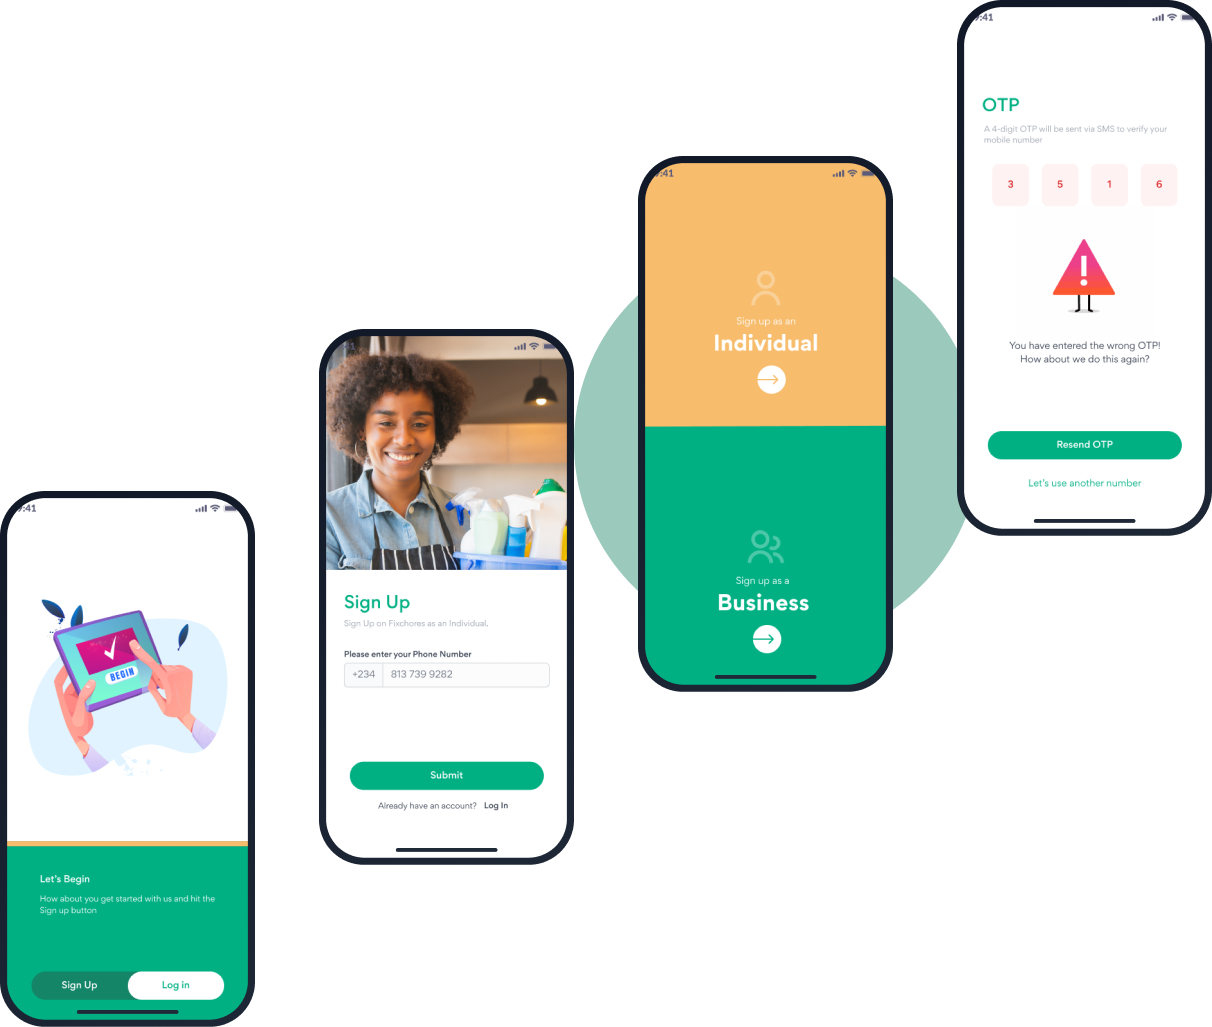 9:41
BEGIN
Let's Begin
How about you get started with us and hit the
Sign up button
Sign Up
Log in
Sign Up
Sign Up on Fixchores as an Individual.
Please enter your Phone Number
+234 813 739 9282
Submit
Already have an account? Log In
9:41
Sign up as an
Individual
Sign up as a
Business
9:41
OTP
A 4-digit OTP will be sent via SMS to verify your
mobile number
3 5 1 6
You have entered the wrong OTP!
How about we do this again?
Resend OTP
Let's use another number